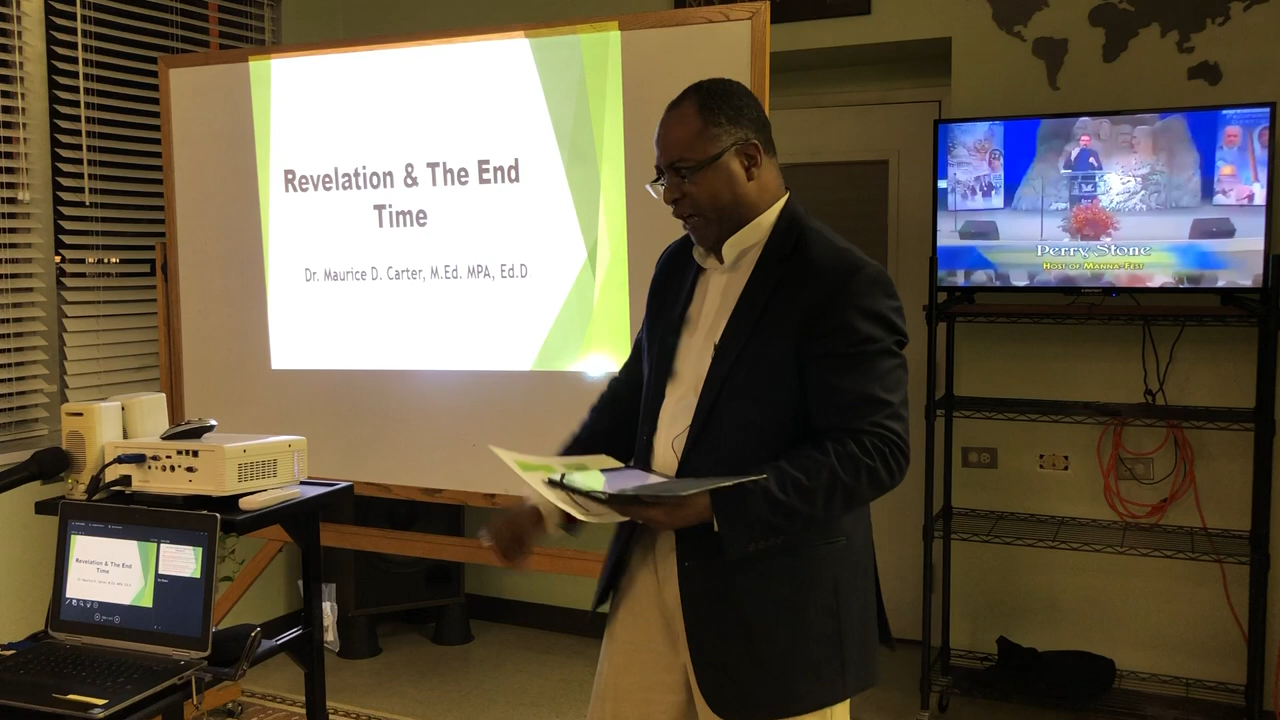 Revelation & The End
Time
Dr. Maurice D. Carter, M.Ed. MPA, Ed.D
Perry Stone
Host of Manna-Fest
Revelation & The End
Time